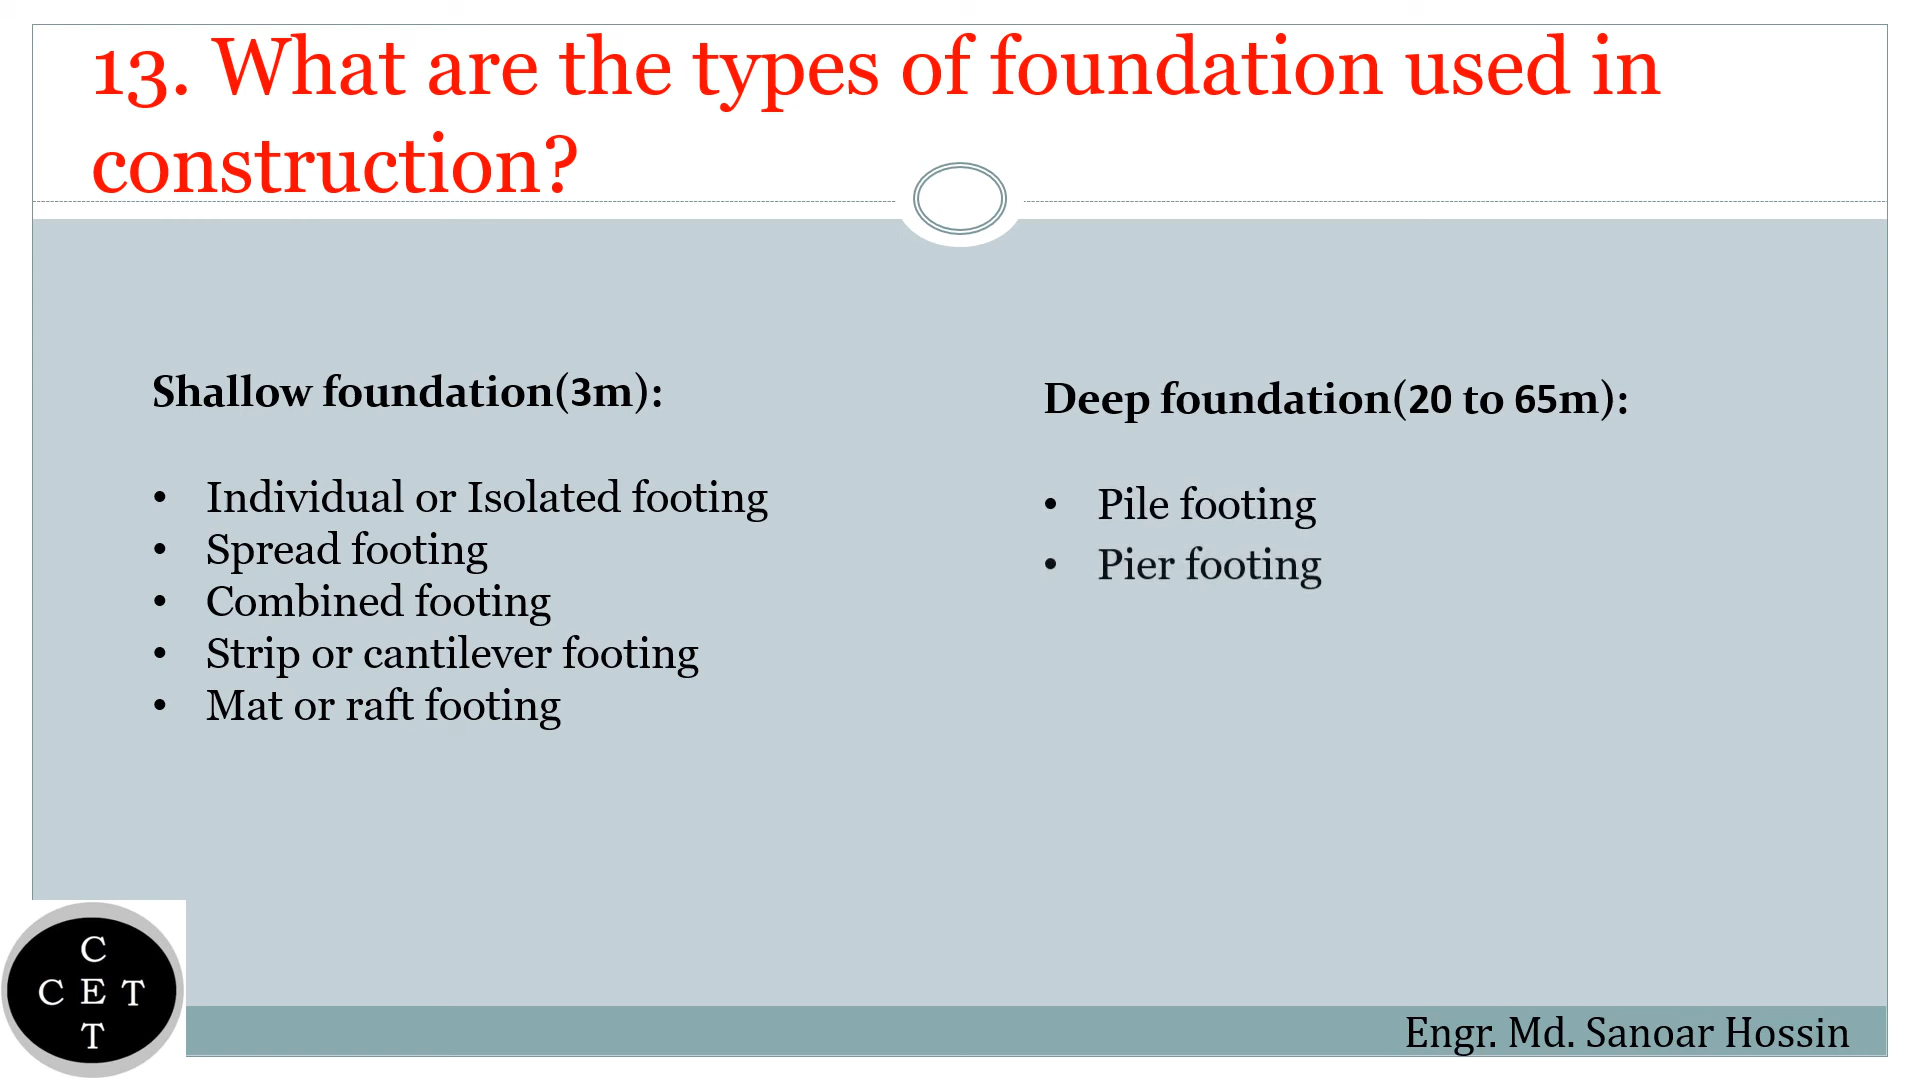 13. What are the types of foundation used in
construction?
Shallow foundation(3m):
• Individual or Isolated footing
• Spread footing
• Combined footing
• Strip or cantilever footing
• Mat or raft footing
Deep foundation(20 to 65m):
• Pile footing
• Pier footing
C
C E T
T
Engr. Md. Sanoar Hossin